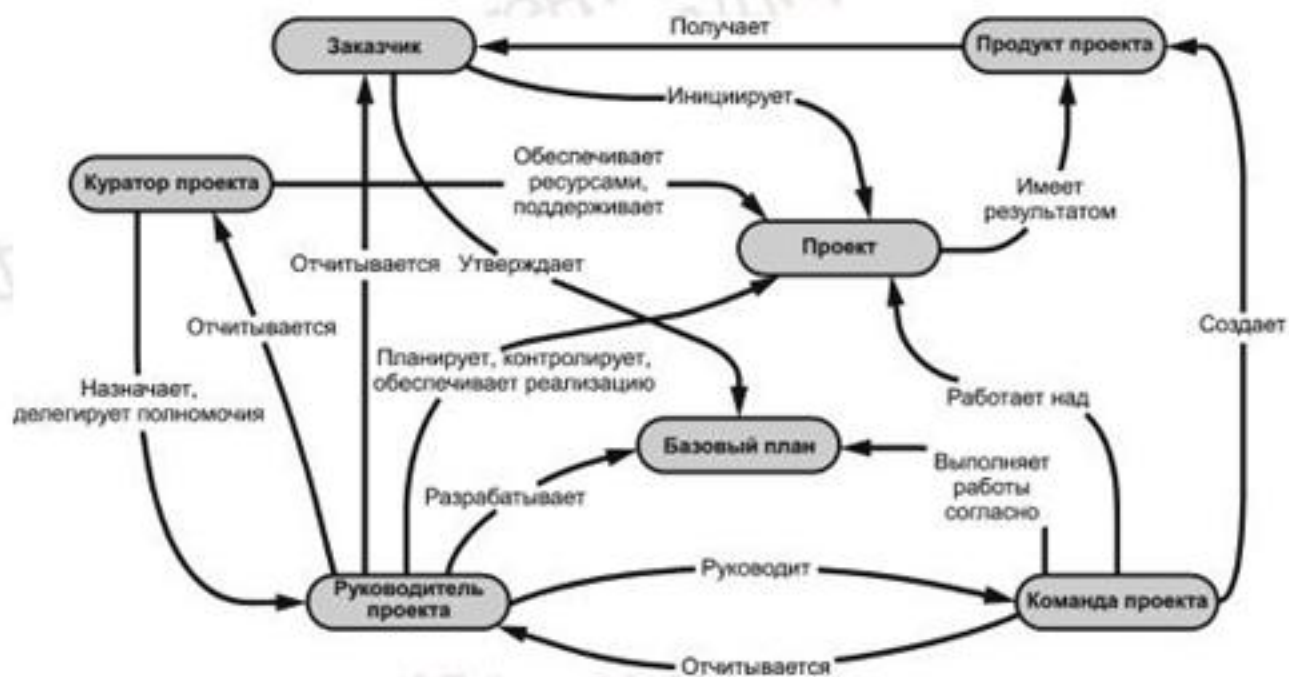 Заказчик
Получает
Продукт проекта
Инициирует
Куратор проекта
Обеспечивает
ресурсами,
поддерживает
Имеет
результатом
Проект
Отчитывается
Утверждает
Отчитывается
Создает
Планирует, контролирует,
обеспечивает реализацию
Назначает,
делегирует полномочия
Работает над
Базовый план
Разрабатывает
Выполняет
работы
согласно
Руководит
Руководитель
проекта
Команда проекта
Отчитывается